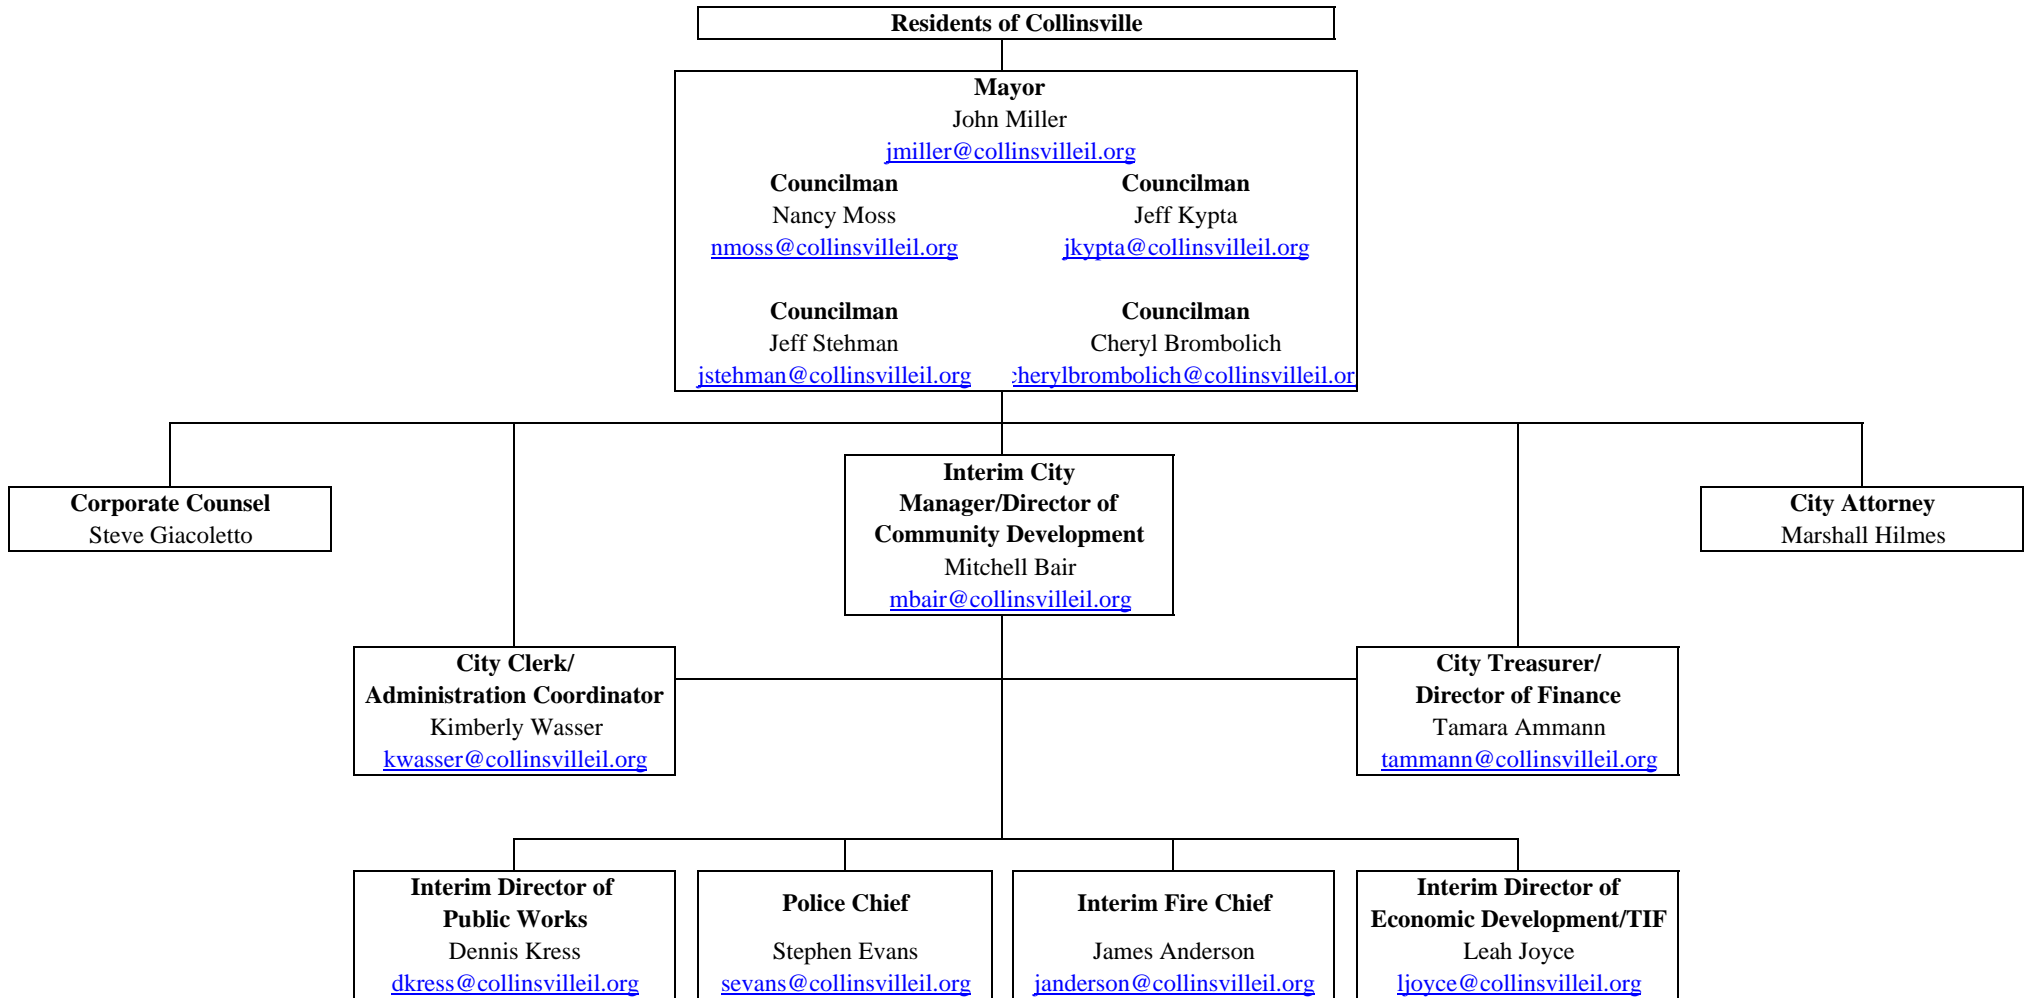 Residents of Collinsville
Mayor
John Miller
jmiller@collinsvilleil.org
Councilman
Nancy Moss
nmoss@collinsvilleil.org
Councilman
Jeff Kypta
jkypta@collinsvilleil.org
Councilman
Jeff Stehman
jstehman@collinsvilleil.org
Councilman
Cheryl Brombolich
cherylbrombolich@collinsvilleil.or
Corporate Counsel
Steve Giacoletto
Interim City
Manager/Director of
Community Development
Mitchell Bair
mbair@collinsvilleil.org
City Attorney
Marshall Hilmes
City Clerk/
Administration Coordinator
Kimberly Wasser
kwasser@collinsvilleil.org
City Treasurer/
Director of Finance
Tamara Ammann
tammann@collinsvilleil.org
Interim Director of
Public Works
Dennis Kress
dkress@collinsvilleil.org
Police Chief
Stephen Evans
sevans@collinsvilleil.org
Interim Fire Chief
James Anderson
janderson@collinsvilleil.org
Interim Director of
Economic Development/TIF
Leah Joyce
ljoyce@collinsvilleil.org